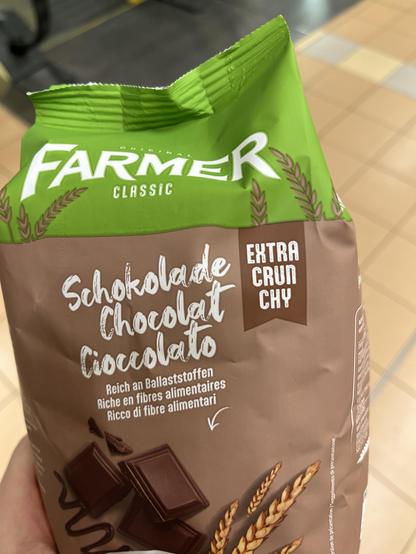 ORIGINAL
FARMER
CLASSIC
EXTRA
CRUN
CHY
Schokolade
Chocolat
Cioccolato
Reich an Ballaststoffen
Riche en fibres alimentaires
Ricco di fibre alimentari